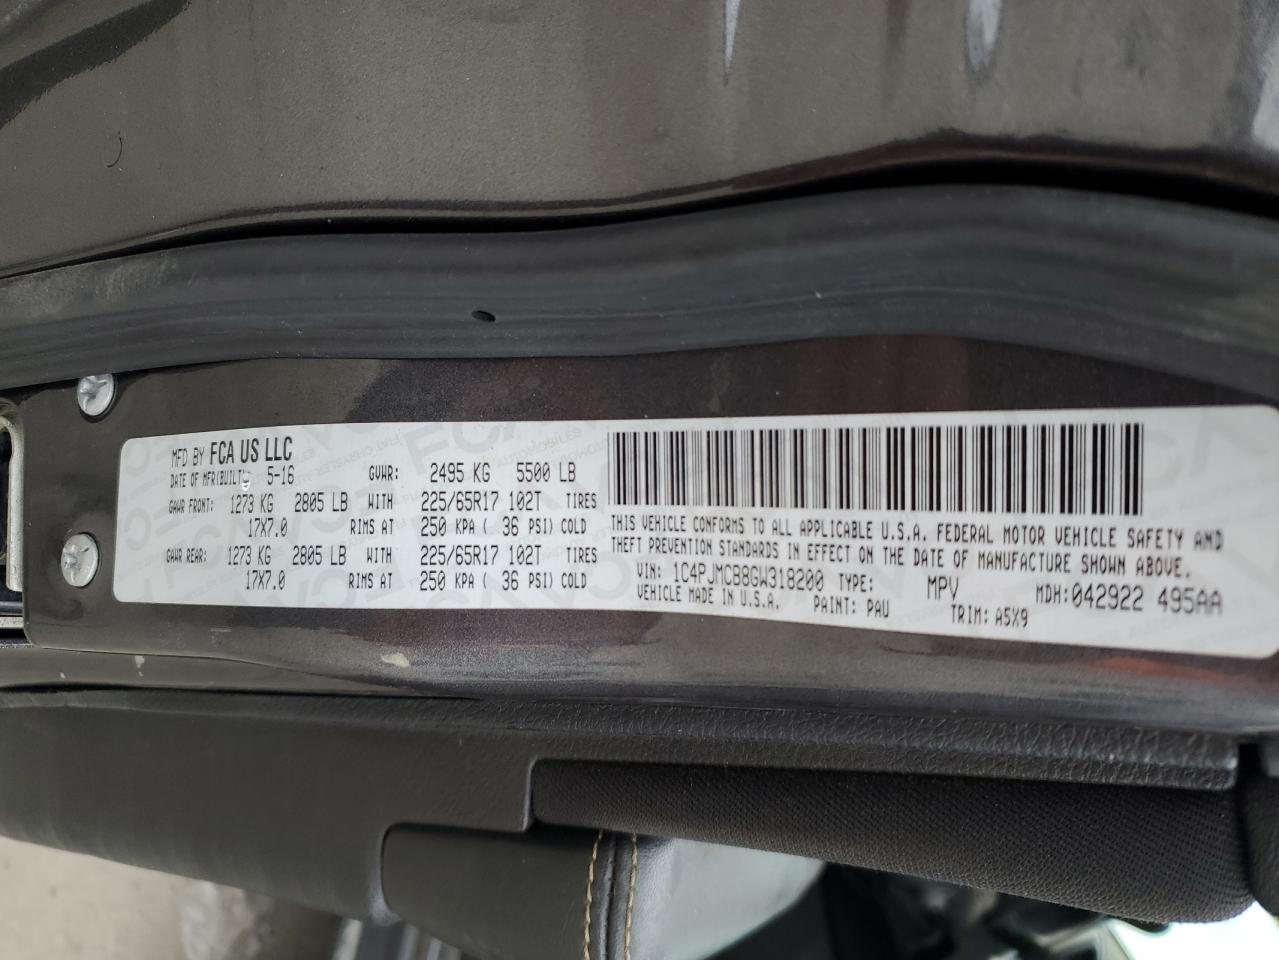 MFD BY FCA US LLC
DATE OF MFR(BUILT): 5-16 GVWR: 2495 KG 5500 LB
GAWR FRONT: 1273 KG 2805 LB WITH 225/65R17 102T TIRES
17X7.0 RIMS AT 250 KPA ( 36 PSI) COLD
GAWR REAR: 1273 KG 2805 LB WITH 225/65R17 102T TIRES
17X7.0 RIMS AT 250 KPA ( 36 PSI) COLD
THIS VEHICLE CONFORMS TO ALL APPLICABLE U.S.A. FEDERAL MOTOR VEHICLE SAFETY AND
THEFT PREVENTION STANDARDS IN EFFECT ON THE DATE OF MANUFACTURE SHOWN ABOVE.
VIN: 1C4PJMCB8GW318200 TYPE: MPV MDH:042922 495AA
VEHICLE MADE IN U.S.A. PAINT: PAU TRIM: A5X9